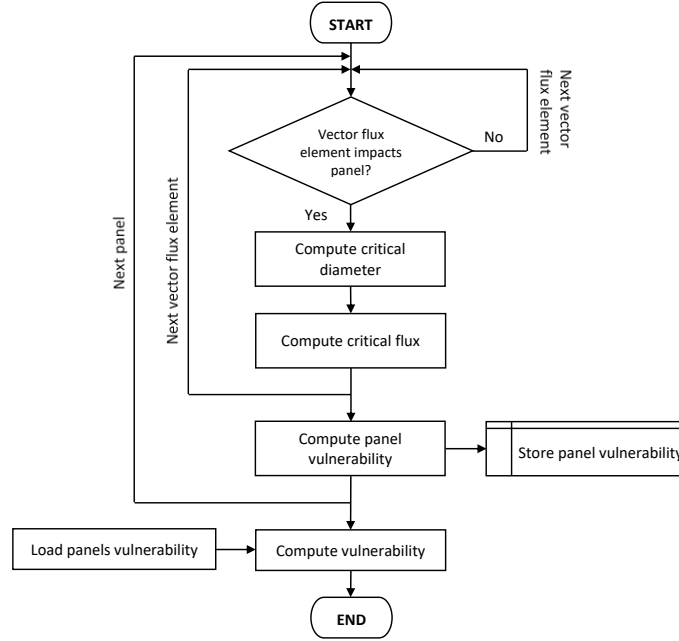 START
Next vector
flux element
Vector flux
element impacts
panel?
No
Yes
Next panel
Next vector flux element
Compute critical
diameter
Compute critical flux
Compute panel
vulnerability
Store panel vulnerability
Load panels vulnerability
Compute vulnerability
END